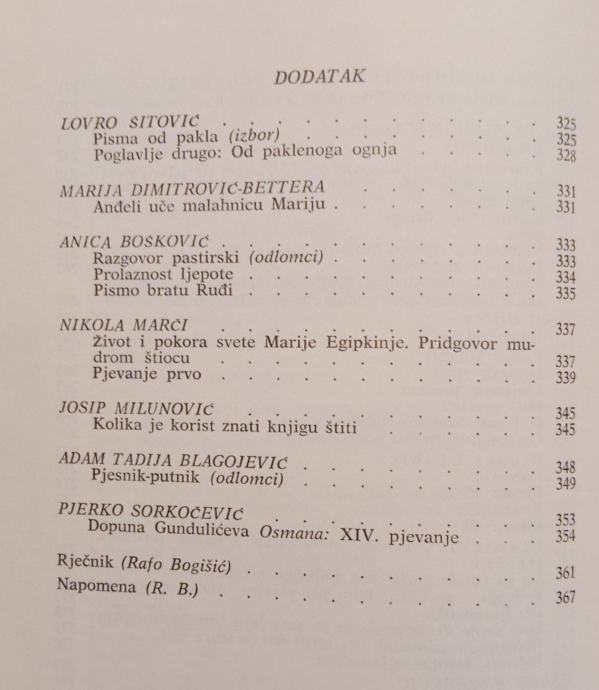 DODATAK
LOVRO ŠITOVIĆ . . . . . . . . . . . . 325
Pisma od pakla (izbor) . . . . . . . . . 325
Poglavlje drugo: Od paklenoga ognja . . . . . 328
MARIJA DIMITROVIĆ-BETTERA . . . . . . . 331
Anđeli uče malahnicu Mariju . . . . . . . . 331
ANICA BOŠKOVIĆ . . . . . . . . . . . . 333
Razgovor pastirski (odlomci) . . . . . . . . 333
Prolaznost ljepote . . . . . . . . . . . . 334
Pismo bratu Ruđi . . . . . . . . . . . . 335
NIKOLA MARČI . . . . . . . . . . . . 337
Život i pokora svete Marije Egipkinje. Pridgovor mu-
drom štiocu . . . . . . . . . . . . 337
Pjevanje prvo . . . . . . . . . . . . 339
JOSIP MILUNOVIĆ . . . . . . . . . . . 345
Kolika je korist znati knjigu štiti . . . . . . . 345
ADAM TADIJA BLAGOJEVIĆ . . . . . . . . . 348
Pjesnik-putnik (odlomci) . . . . . . . . . . 349
PJERKO SORKOČEVIĆ . . . . . . . . . . 353
Dopuna Gundulićeva Osmana: XIV. pjevanje . . . 354
Rječnik (Rafo Bogišić) . . . . . . . . . . . 361
Napomena (R. B.) . . . . . . . . . . . . 367